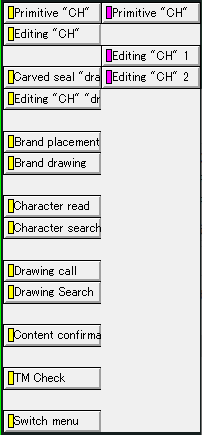 Primitive "CH" Primitive "CH"
Editing "CH"
Editing "CH" 1
Carved seal "dra Editing "CH" 2
Editing "CH" "dr
Brand placement
Brand drawing
Character read
Character search
Drawing call
Drawing Search
Content confirma
TM Check
Switch menu